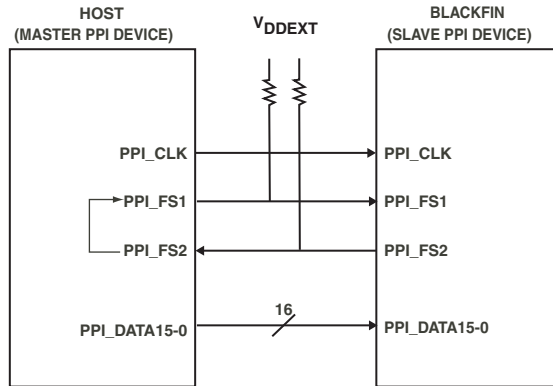 HOST
(MASTER PPI DEVICE)
VDDEXT
BLACKFIN
(SLAVE PPI DEVICE)
PPI_CLK
PPI_CLK
PPI_FS1
PPI_FS1
PPI_FS2
PPI_FS2
16
PPI_DATA15-0
PPI_DATA15-0